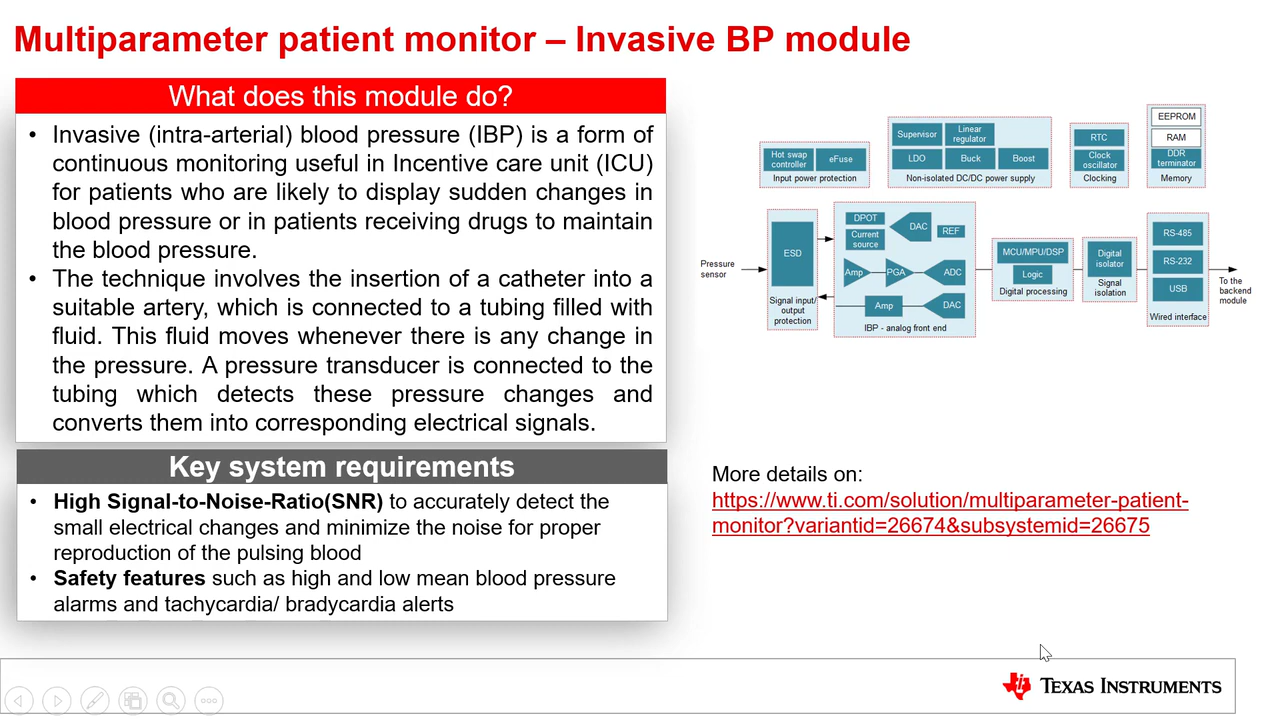 Multiparameter patient monitor – Invasive BP module
What does this module do?
• Invasive (intra-arterial) blood pressure (IBP) is a form of
continuous monitoring useful in Incentive care unit (ICU)
for patients who are likely to display sudden changes in
blood pressure or in patients receiving drugs to maintain
the blood pressure.
• The technique involves the insertion of a catheter into a
suitable artery, which is connected to a tubing filled with
fluid. This fluid moves whenever there is any change in
the pressure. A pressure transducer is connected to the
tubing which detects these pressure changes and
converts them into corresponding electrical signals.
Key system requirements
• High Signal-to-Noise-Ratio(SNR) to accurately detect the
small electrical changes and minimize the noise for proper
reproduction of the pulsing blood
• Safety features such as high and low mean blood pressure
alarms and tachycardia/ bradycardia alerts
Hot swap
controller
eFuse
Input power protection
Supervisor
Linear
regulator
LDO
Buck
Boost
Non-isolated DC/DC power supply
RTC
Clock
oscillator
Clocking
EEPROM
RAM
DDR
terminator
Memory
Pressure
sensor
ESD
Signal input/
output
protection
DPOT
Current
source
DAC
REF
Amp
PGA
ADC
Amp
DAC
IBP - analog front end
MCU/MPU/DSP
Logic
Digital processing
Digital
isolator
Signal
isolation
RS-485
RS-232
USB
Wired interface
To the
backend
module
More details on:
https://www.ti.com/solution/multiparameter-patient-
monitor?variantid=26674&subsystemid=26675
TEXAS INSTRUMENTS